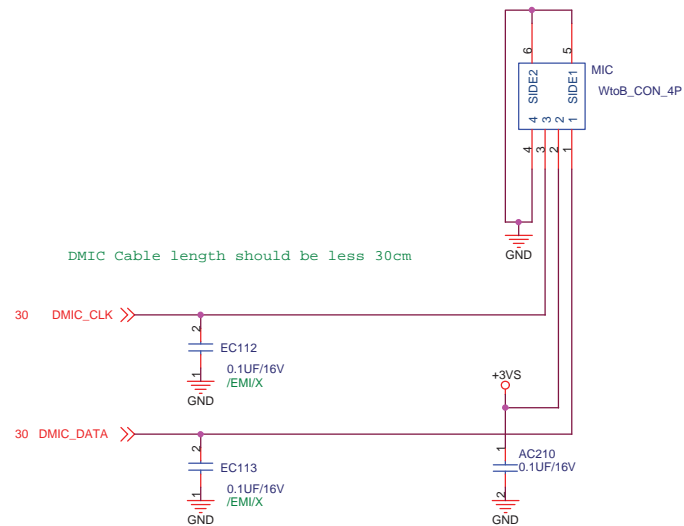 6
5
SIDE2
SIDE1
MIC
WtoB_CON_4P
4
3
2
1
4
3
2
1
GND
DMIC Cable length should be less 30cm
30 DMIC_CLK
2
EC112
1
0.1UF/16V
/EMI/X
GND
+3VS
30 DMIC_DATA
2
EC113
1
0.1UF/16V
/EMI/X
GND
1
AC210
0.1UF/16V
2
GND